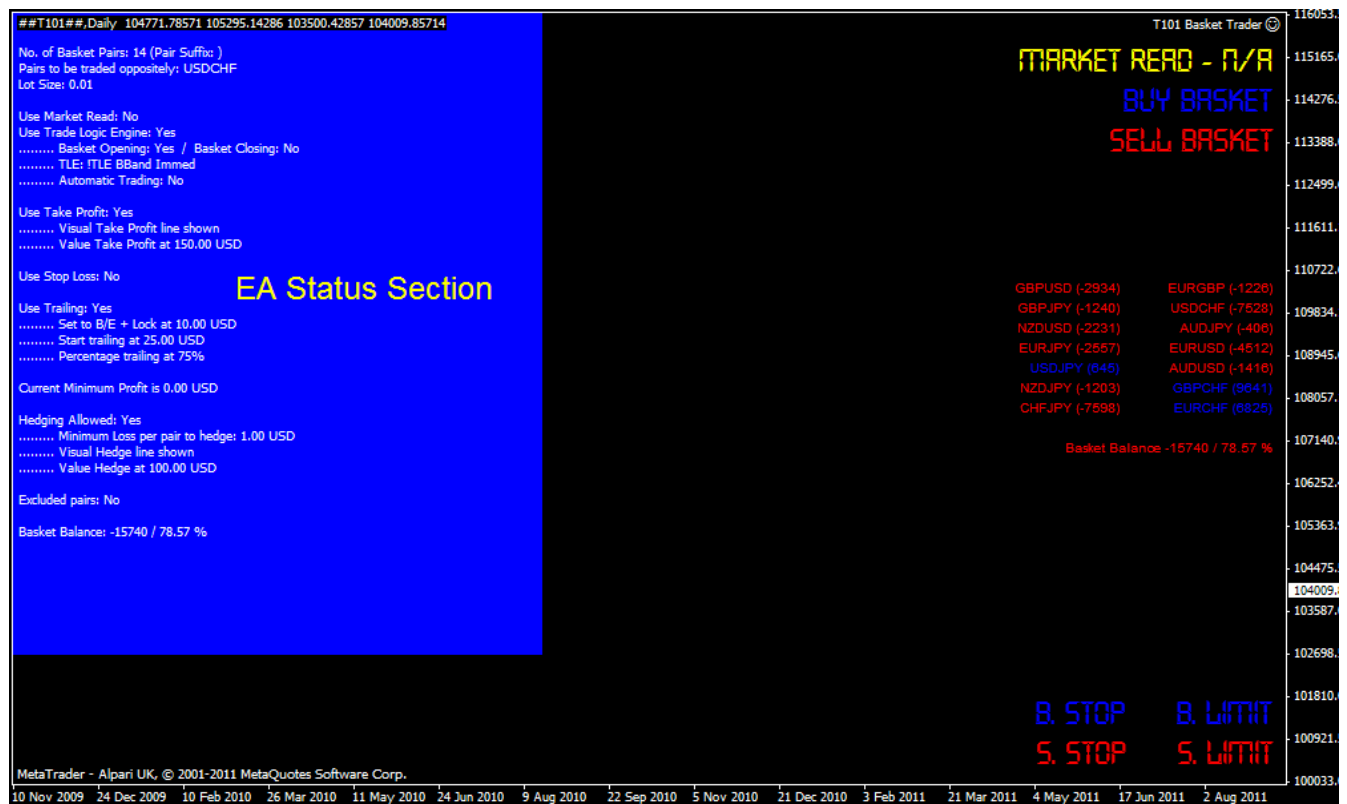 ##T101##,Daily 104771.78571 105295.14286 103500.42857 104009.85714
T101 Basket Trader
No. of Basket Pairs: 14 (Pair Suffix: )
Pairs to be traded oppositely: USDCHF
Lot Size: 0.01
Use Market Read: No
Use Trade Logic Engine: Yes
......... Basket Opening: Yes / Basket Closing: No
......... TLE: !TLE BBand Immed
......... Automatic Trading: No
Use Take Profit: Yes
......... Visual Take Profit line shown
......... Value Take Profit at 150.00 USD
Use Stop Loss: No
EA Status Section
Use Trailing: Yes
......... Set to B/E + Lock at 10.00 USD
......... Start trailing at 25.00 USD
......... Percentage trailing at 75%
Current Minimum Profit is 0.00 USD
Hedging Allowed: Yes
......... Minimum Loss per pair to hedge: 1.00 USD
......... Visual Hedge line shown
......... Value Hedge at 100.00 USD
Excluded pairs: No
Basket Balance: -15740 / 78.57 %
MARKET READ - N/A
BUY BASKET
SELL BASKET
GBPUSD (-2934) EURGBP (-1226)
GBPJPY (-1240) USDCHF (-7528)
NZDUSD (-2231) AUDJPY (-406)
EURJPY (-2557) EURUSD (-4512)
USDJPY (645) AUDUSD (-1416)
NZDJPY (-1203) GBPCHF (9641)
CHFJPY (-7598) EURCHF (6825)
Basket Balance -15740 / 78.57 %
B. STOP B. LIMIT
S. STOP S. LIMIT
116053.
115165.
114276.
113388.
112499.
111611.
110722.
109834.
108945.
108057.
107140.
106252.
105363.
104475.
104009.
103587.
102698.
101810.
100921.
100033.
MetaTrader - Alpari UK, © 2001-2011 MetaQuotes Software Corp.
10 Nov 2009 24 Dec 2009 10 Feb 2010 26 Mar 2010 11 May 2010 24 Jun 2010 9 Aug 2010 22 Sep 2010 5 Nov 2010 21 Dec 2010 3 Feb 2011 21 Mar 2011 4 May 2011 17 Jun 2011 2 Aug 2011